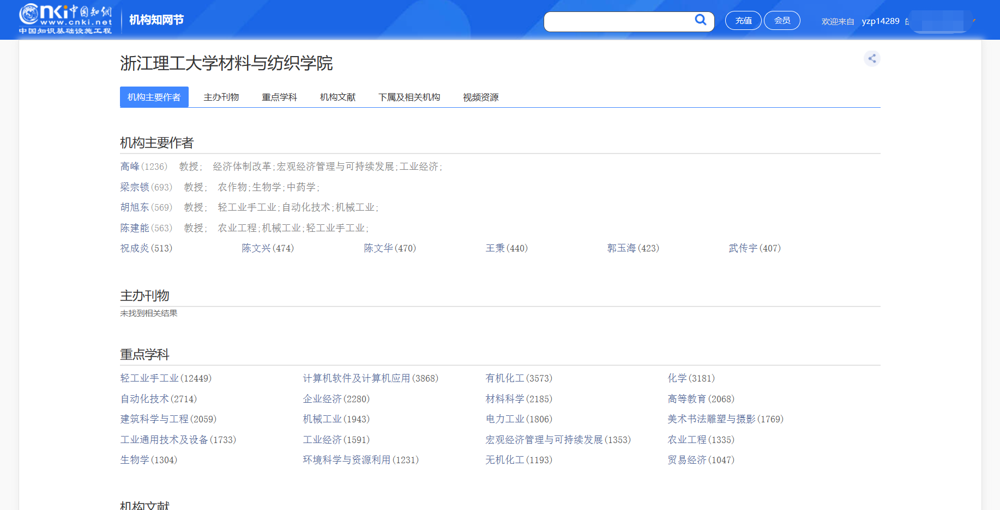 cnki中国知网
www.cnki.net
中国知识基础设施工程
机构知网节
充值 会员 欢迎来自 yzp14289 的
浙江理工大学材料与纺织学院
机构主要作者 主办刊物 重点学科 机构文献 下属及相关机构 视频资源
机构主要作者
高峰(1236) 教授; 经济体制改革;宏观经济管理与可持续发展;工业经济;
梁宗锁(693) 教授; 农作物;生物学;中药学;
胡旭东(569) 教授; 轻工业手工业;自动化技术;机械工业;
陈建能(563) 教授; 农业工程;机械工业;轻工业手工业;
祝成炎(513) 陈文兴(474) 陈文华(470) 王秉(440) 郭玉海(423) 武传宇(407)
主办刊物
未找到相关结果
重点学科
轻工业手工业(12449) 计算机软件及计算机应用(3868) 有机化工(3573) 化学(3181)
自动化技术(2714) 企业经济(2280) 材料科学(2185) 高等教育(2068)
建筑科学与工程(2059) 机械工业(1943) 电力工业(1806) 美术书法雕塑与摄影(1769)
工业通用技术及设备(1733) 工业经济(1591) 宏观经济管理与可持续发展(1353) 农业工程(1335)
生物学(1304) 环境科学与资源利用(1231) 无机化工(1193) 贸易经济(1047)
机构文献